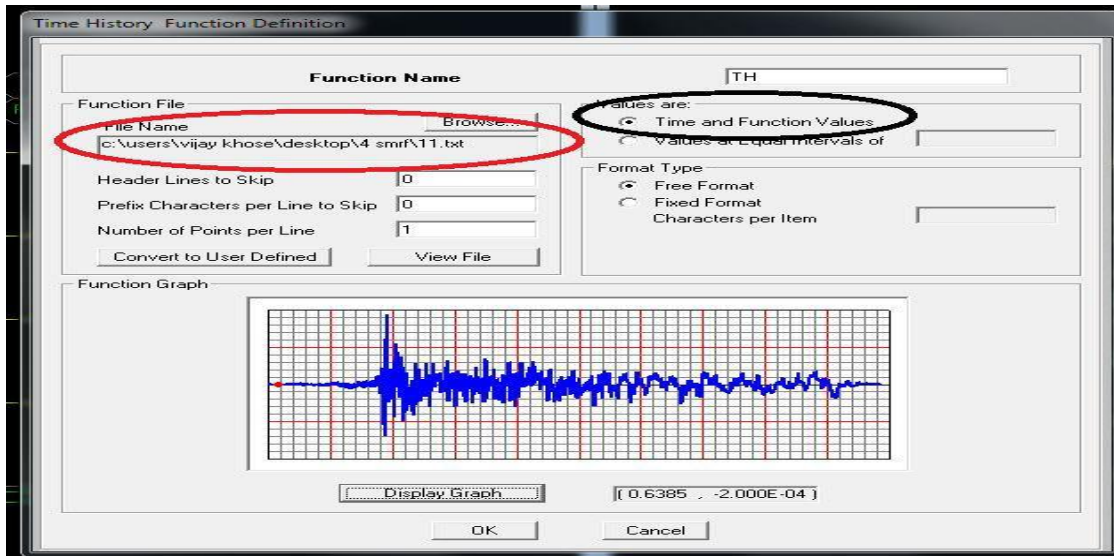 Time History Function Definition
Function Name
TH
Function File
File Name
Browse...
c:\users\vijay khose\desktop\4 smrf\11.txt
Header Lines to Skip
0
Prefix Characters per Line to Skip
0
Number of Points per Line
1
Convert to User Defined
View File
Values are:
Time and Function Values
Values at Equal Intervals of
Format Type
Free Format
Fixed Format
Characters per Item
Function Graph
Display Graph
( 0.6385 , -2.000E-04 )
OK
Cancel